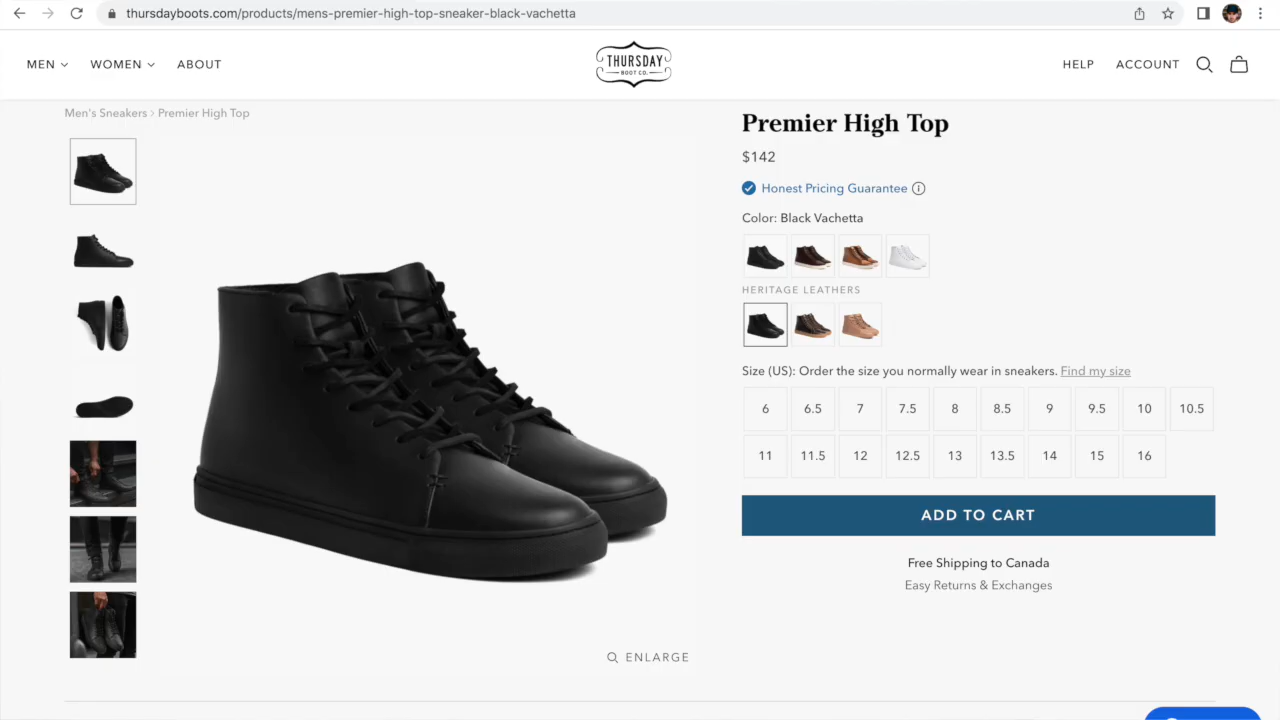 thursdayboots.com/products/mens-premier-high-top-sneaker-black-vachetta
MEN
WOMEN
ABOUT
THURSDAY
BOOT CO.
HELP
ACCOUNT
Men's Sneakers > Premier High Top
Premier High Top
$142
Honest Pricing Guarantee
Color: Black Vachetta
HERITAGE LEATHERS
Size (US): Order the size you normally wear in sneakers. Find my size
6 6.5 7 7.5 8 8.5 9 9.5 10 10.5
11 11.5 12 12.5 13 13.5 14 15 16
ADD TO CART
Free Shipping to Canada
Easy Returns & Exchanges
ENLARGE